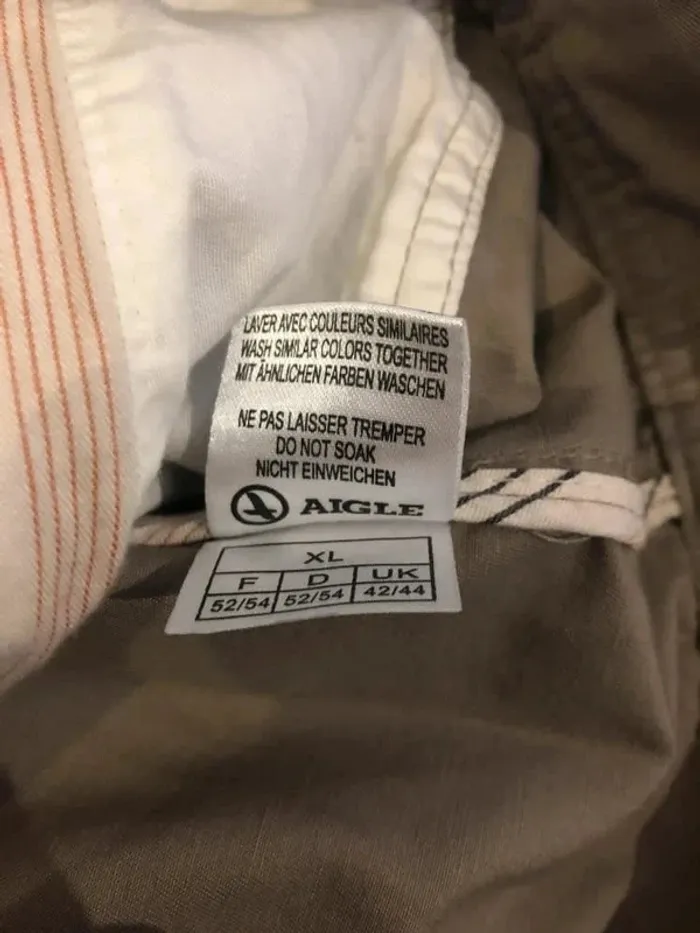 LAVER AVEC COULEURS SIMILAIRES
WASH SIMILAR COLORS TOGETHER
MIT ÄHNLICHEN FARBEN WASCHEN
NE PAS LAISSER TREMPER
DO NOT SOAK
NICHT EINWEICHEN
AIGLE
XL
F D UK
52/54 52/54 42/44